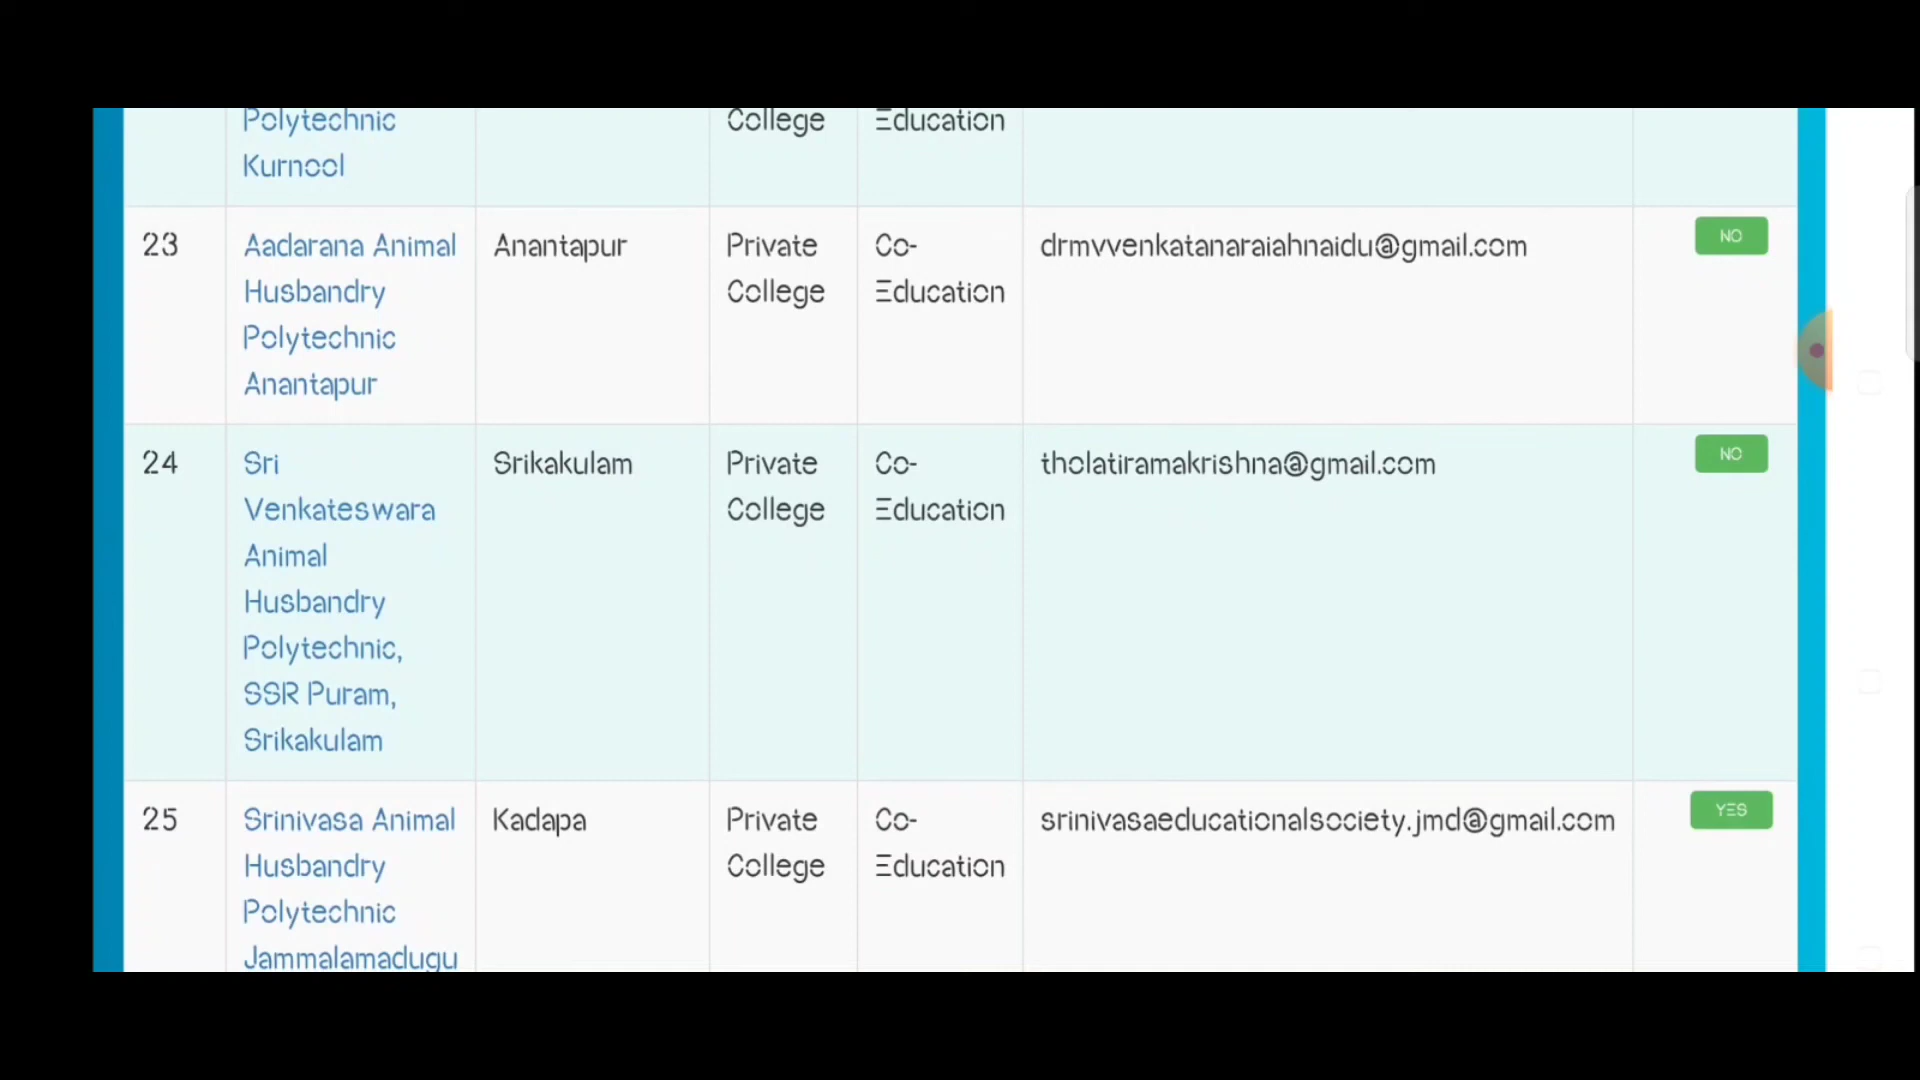 Polytechnic College Education
Kurnool
23 Aadarana Animal Anantapur Private Co- drmvvenkatanaraiahnaidu@gmail.com NO
Husbandry College Education
Polytechnic
Anantapur
24 Sri Srikakulam Private Co- tholatiramakrishna@gmail.com NO
Venkateswara College Education
Animal
Husbandry
Polytechnic,
SSR Puram,
Srikakulam
25 Srinivasa Animal Kadapa Private Co- srinivasaeducationalsociety.jmd@gmail.com YES
Husbandry College Education
Polytechnic
Jammalamadugu